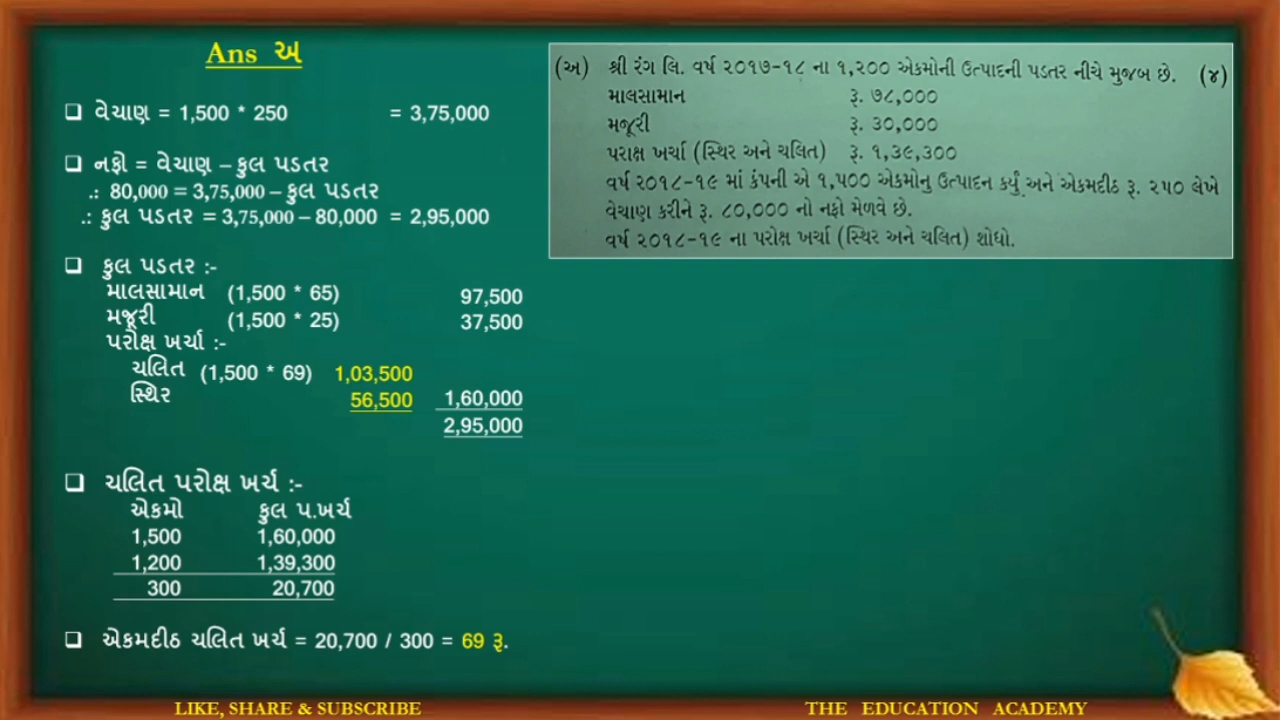 Ans અ
❑ વેચાણ = 1,500 * 250 = 3,75,000
❑ નફો = વેચાણ – કુલ પડતર
.: 80,000 = 3,75,000 – કુલ પડતર
.: કુલ પડતર = 3,75,000 – 80,000 = 2,95,000
❑ કુલ પડતર :-
માલસામાન (1,500 * 65) 97,500
મજૂરી (1,500 * 25) 37,500
પરોક્ષ ખર્ચા :-
ચલિત (1,500 * 69) 1,03,500
સ્થિર 56,500 1,60,000
2,95,000
❑ ચલિત પરોક્ષ ખર્ચ :-
એકમો કુલ પ.ખર્ચ
1,500 1,60,000
1,200 1,39,300
300 20,700
❑ એકમદીઠ ચલિત ખર્ચ = 20,700 / 300 = 69 રૂ.
(અ) શ્રી રંગ લિ. વર્ષ ૨૦૧૭-૧૮ ના ૧,૨૦૦ એકમોની ઉત્પાદની પડતર નીચે મુજબ છે. (૪)
માલસામાન રૂ. ૭૮,૦૦૦
મજૂરી રૂ. ૩૦,૦૦૦
પરાક્ષ ખર્ચા (સ્થિર અને ચલિત) રૂ. ૧,૩૯,૩૦૦
વર્ષ ૨૦૧૮-૧૯ માં કંપની એ ૧,૫૦૦ એકમોનુ ઉત્પાદન કર્યું અને એકમદીઠ રૂ. ૨૫૦ લેખે
વેચાણ કરીને રૂ. ૮૦,૦૦૦ નો નફો મેળવે છે.
વર્ષ ૨૦૧૮-૧૯ ના પરોક્ષ ખર્ચા (સ્થિર અને ચલિત) શોધો.
LIKE, SHARE & SUBSCRIBE
THE EDUCATION ACADEMY